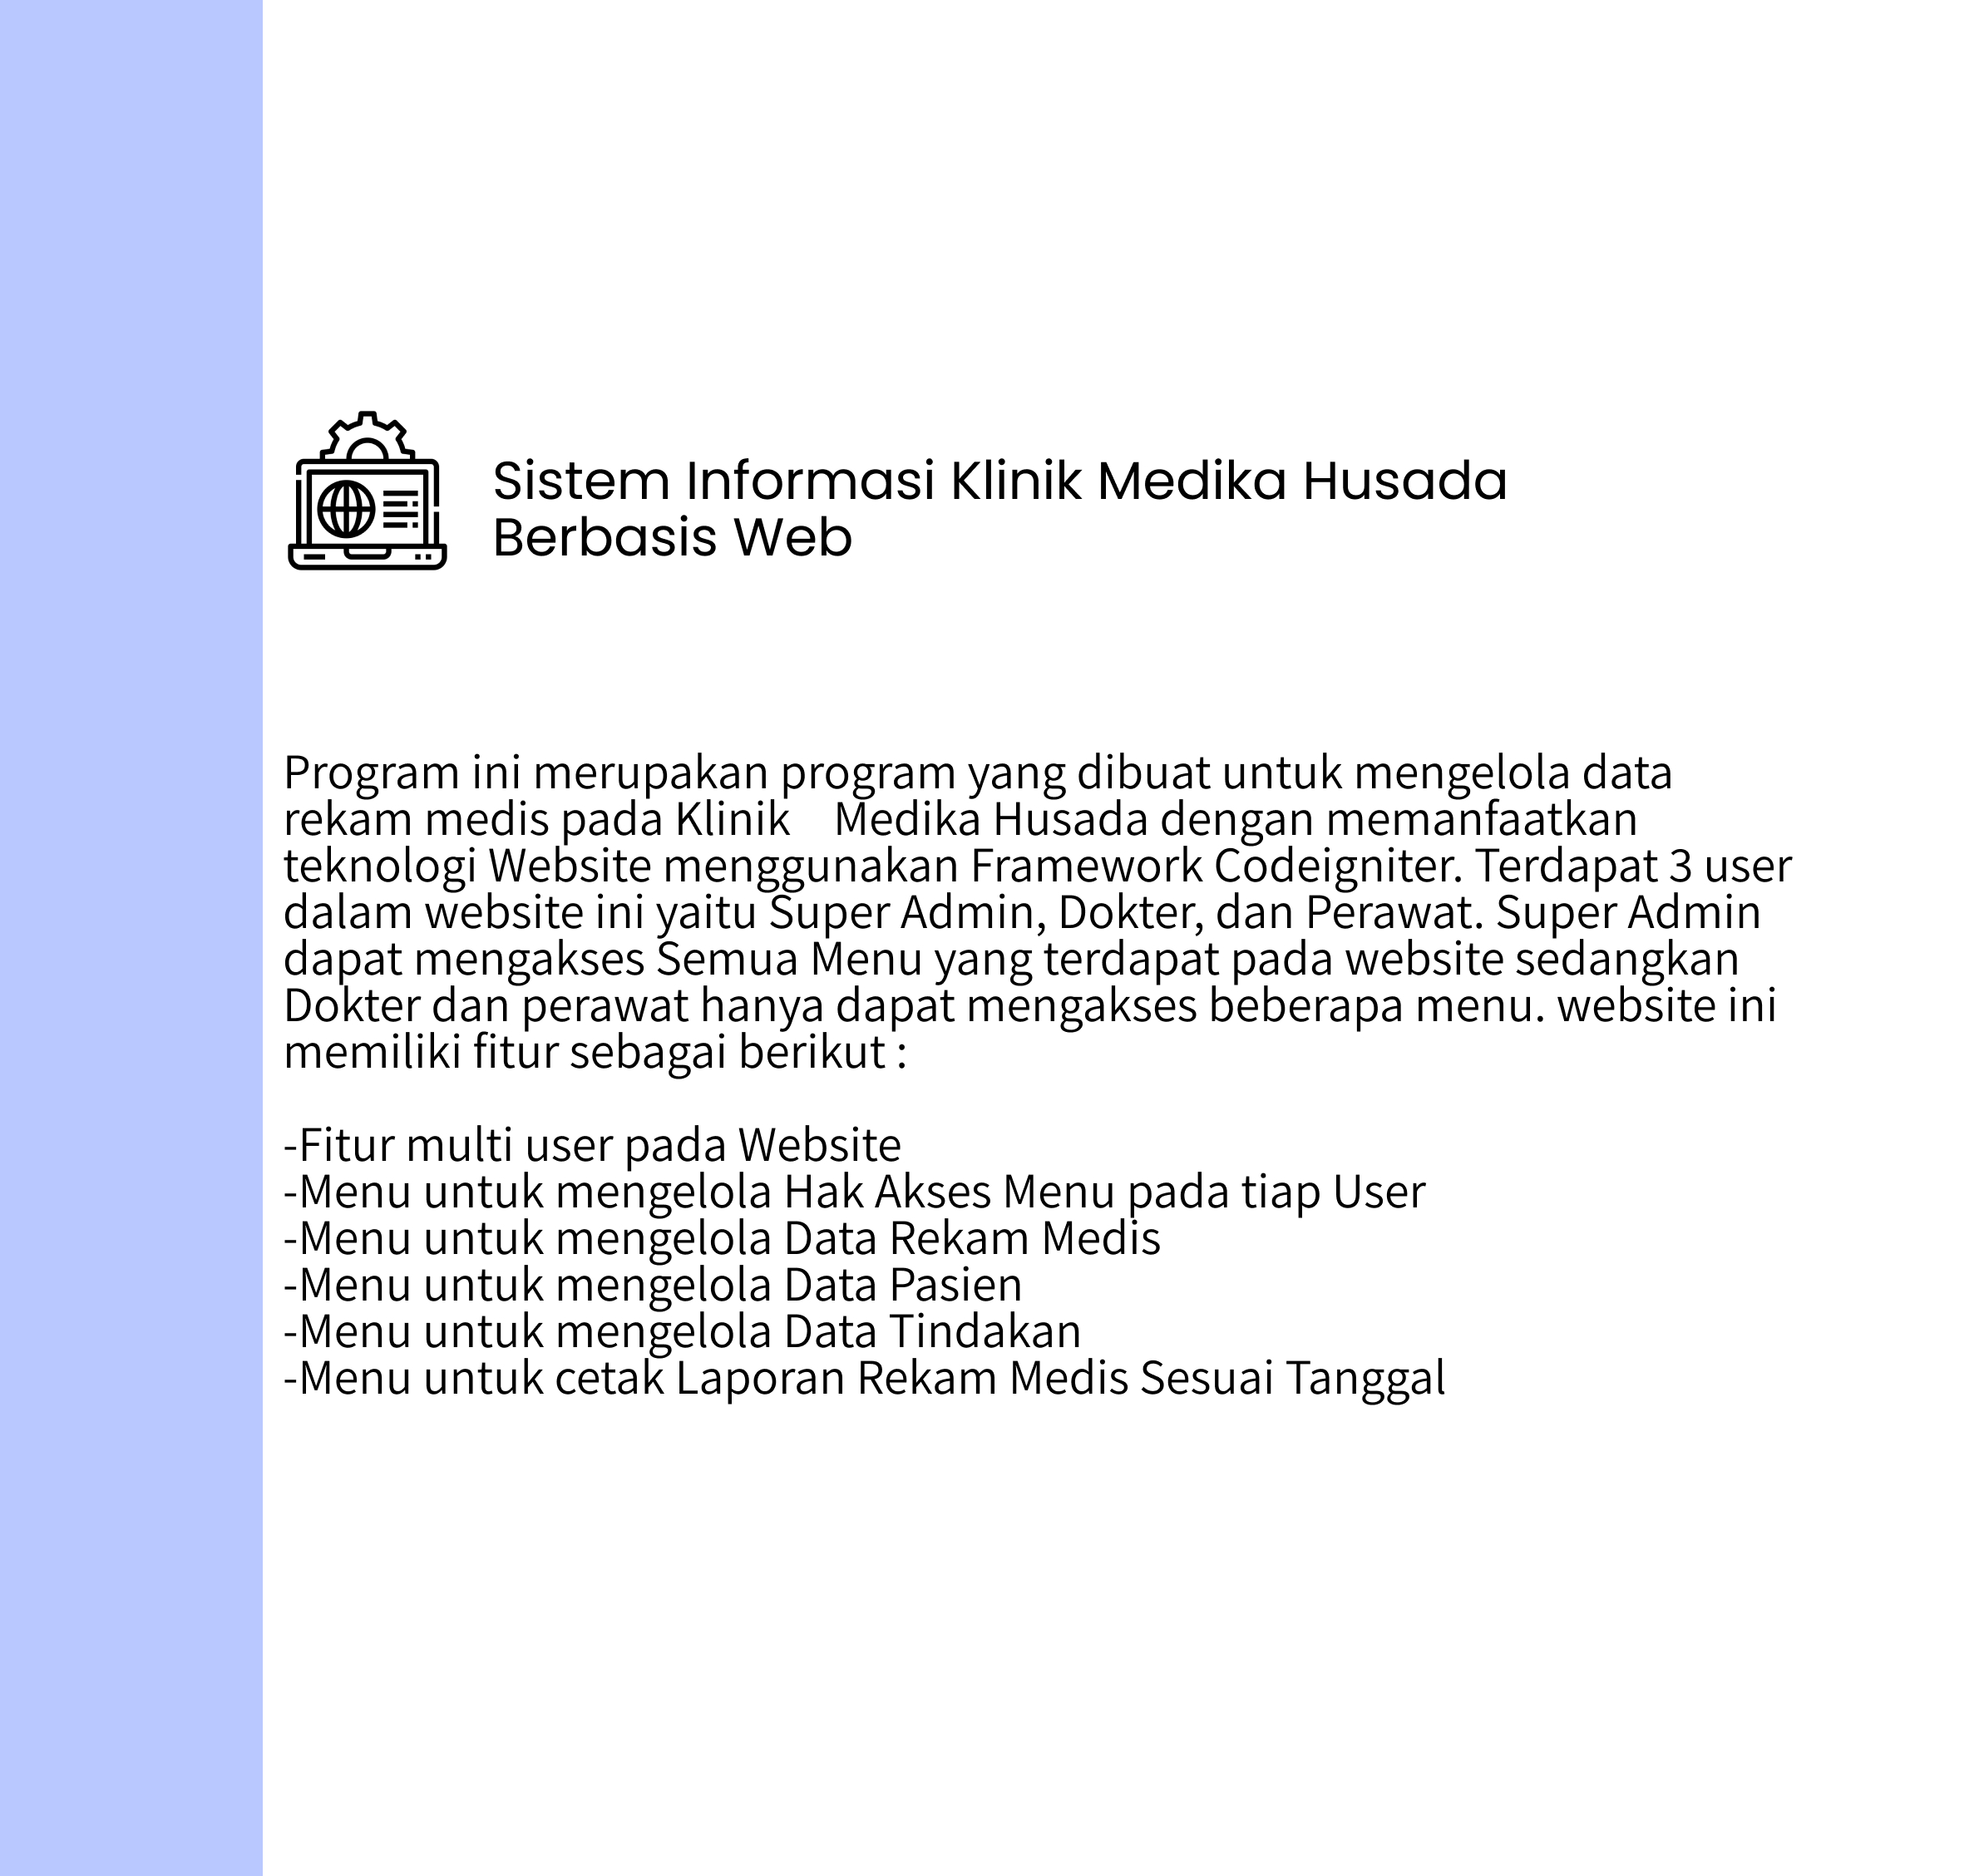 Sistem Informasi Klinik Medika Husada
Berbasis Web
Program ini merupakan program yang dibuat untuk mengelola data
rekam medis pada Klinik    Medika Husada dengan memanfaatkan
teknologi Website menggunakan Framework Codeigniter. Terdapat 3 user
dalam website ini yaitu Super Admin, Dokter, dan Perawat. Super Admin
dapat mengakses Semua Menu yang terdapat pada website sedangkan
Dokter dan perawat hanya dapat mengakses beberapa menu. website ini
memiliki fitur sebagai berikut :
-Fitur multi user pada Website
-Menu untuk mengelola Hak Akses Menu pada tiap User
-Menu untuk mengelola Data Rekam Medis
-Menu untuk mengelola Data Pasien
-Menu untuk mengelola Data Tindakan
-Menu untuk cetak Laporan Rekam Medis Sesuai Tanggal